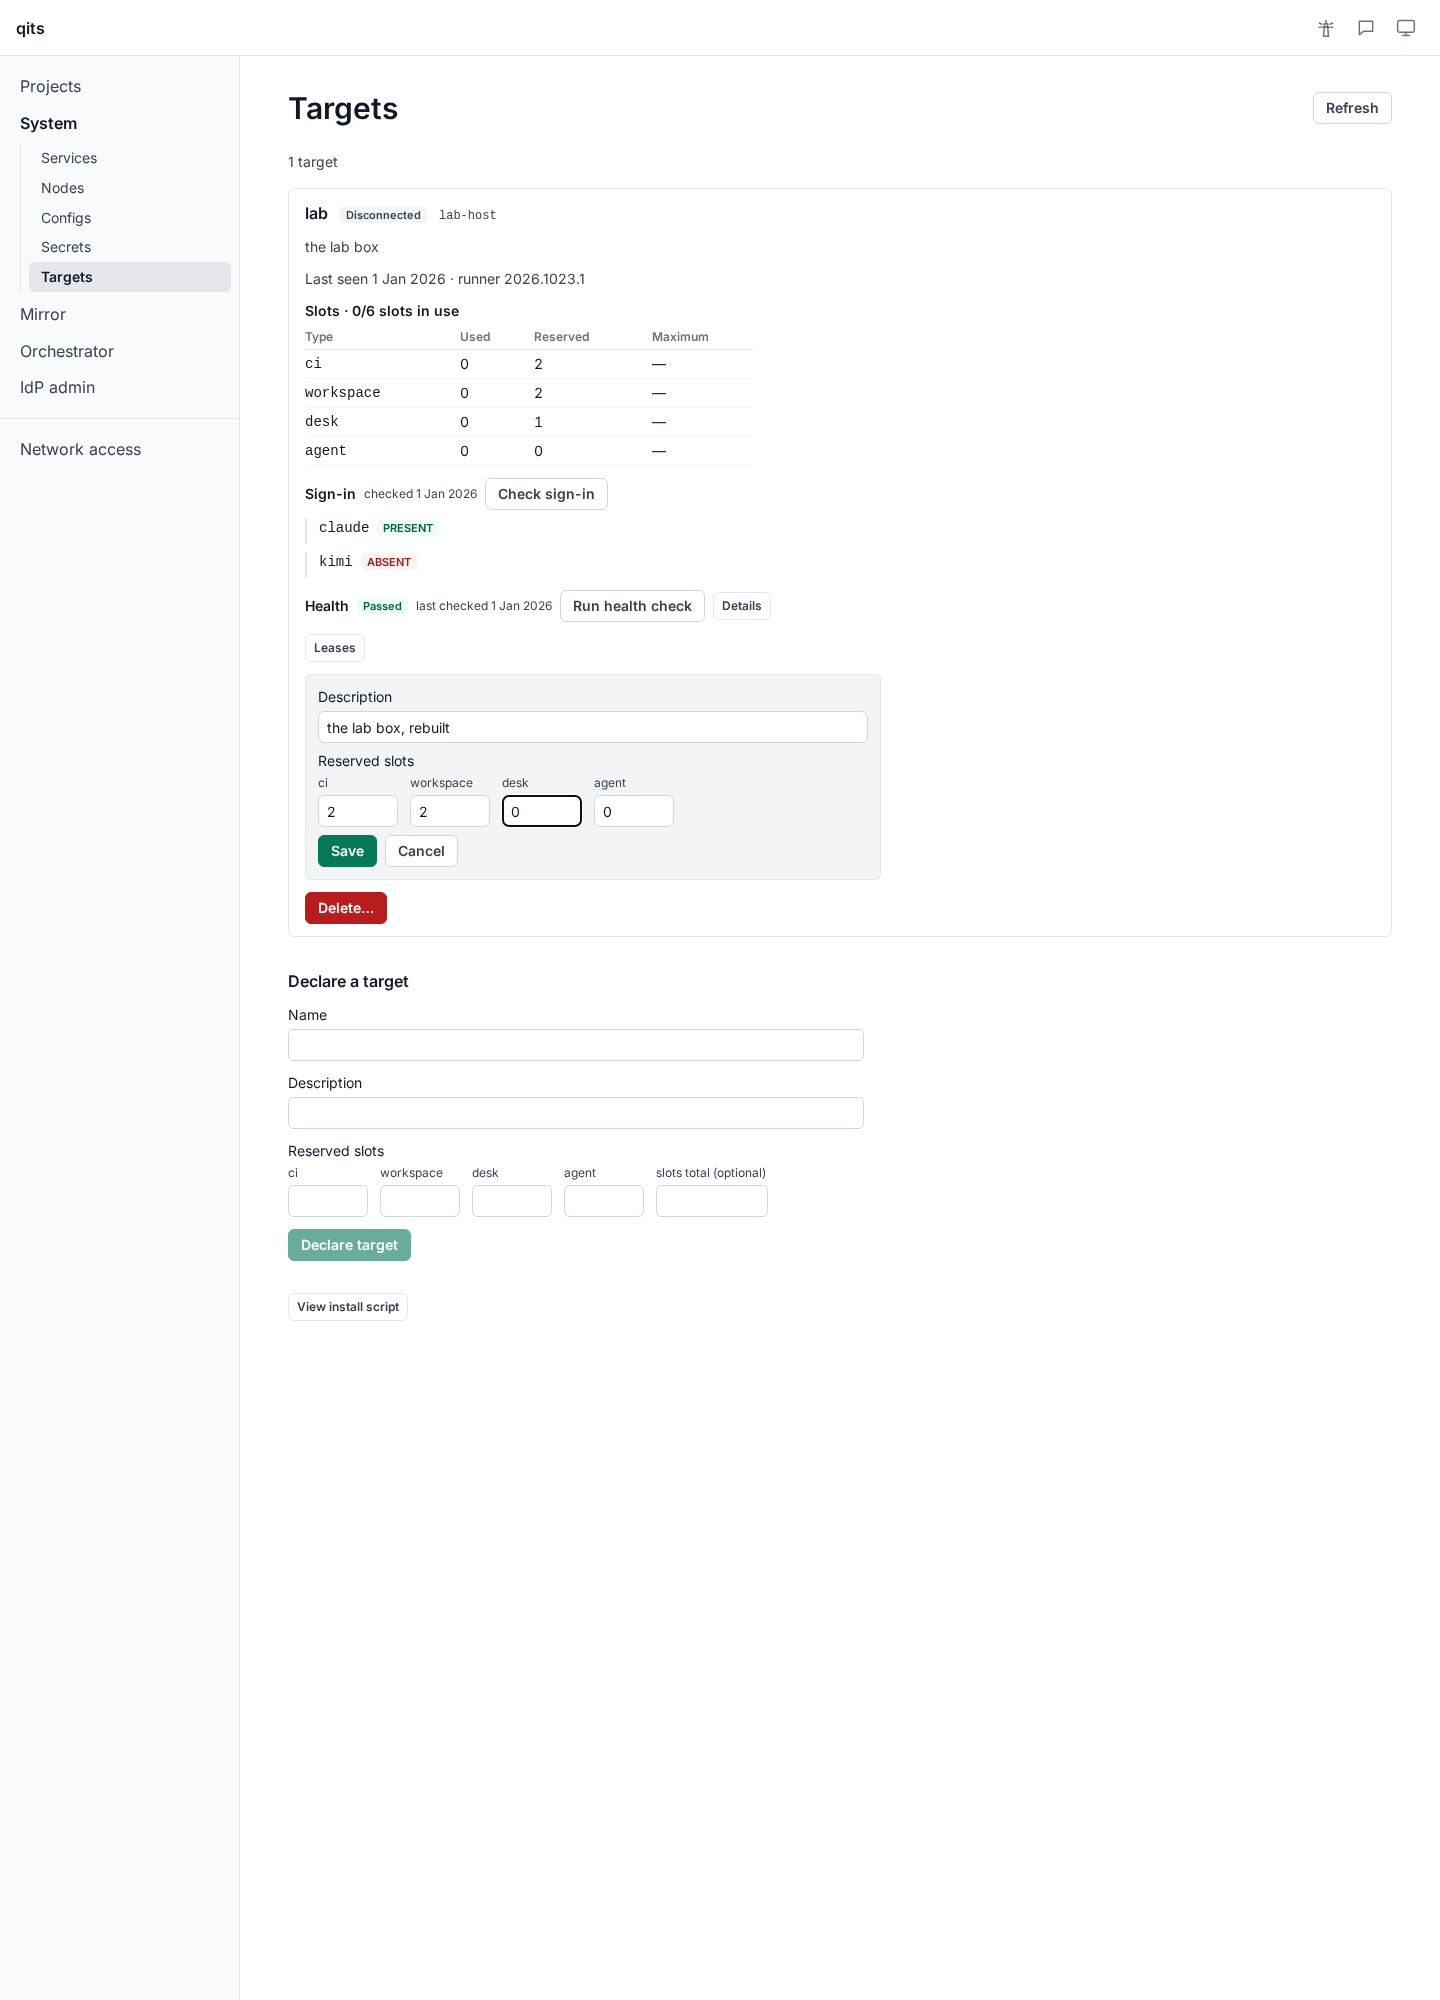 qits
Projects
System
Services
Nodes
Configs
Secrets
Targets
Mirror
Orchestrator
IdP admin
Network access
Targets
Refresh
1 target
lab Disconnected lab-host
the lab box
Last seen 1 Jan 2026 · runner 2026.1023.1
Slots · 0/6 slots in use
Type Used Reserved Maximum
ci 0 2 —
workspace 0 2 —
desk 0 1 —
agent 0 0 —
Sign-in checked 1 Jan 2026 Check sign-in
claude PRESENT
kimi ABSENT
Health Passed last checked 1 Jan 2026 Run health check Details
Leases
Description
the lab box, rebuilt
Reserved slots
ci workspace desk agent
2 2 0 0
Save Cancel
Delete...
Declare a target
Name
Description
Reserved slots
ci workspace desk agent slots total (optional)
Declare target
View install script